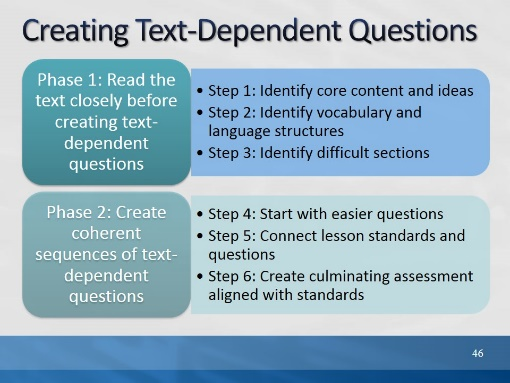 Creating Text-Dependent Questions
Phase 1: Read the
text closely before
creating text-
dependent
questions
• Step 1: Identify core content and ideas
• Step 2: Identify vocabulary and
language structures
• Step 3: Identify difficult sections
Phase 2: Create
coherent
sequences of text-
dependent
questions
• Step 4: Start with easier questions
• Step 5: Connect lesson standards and
questions
• Step 6: Create culminating assessment
aligned with standards
46